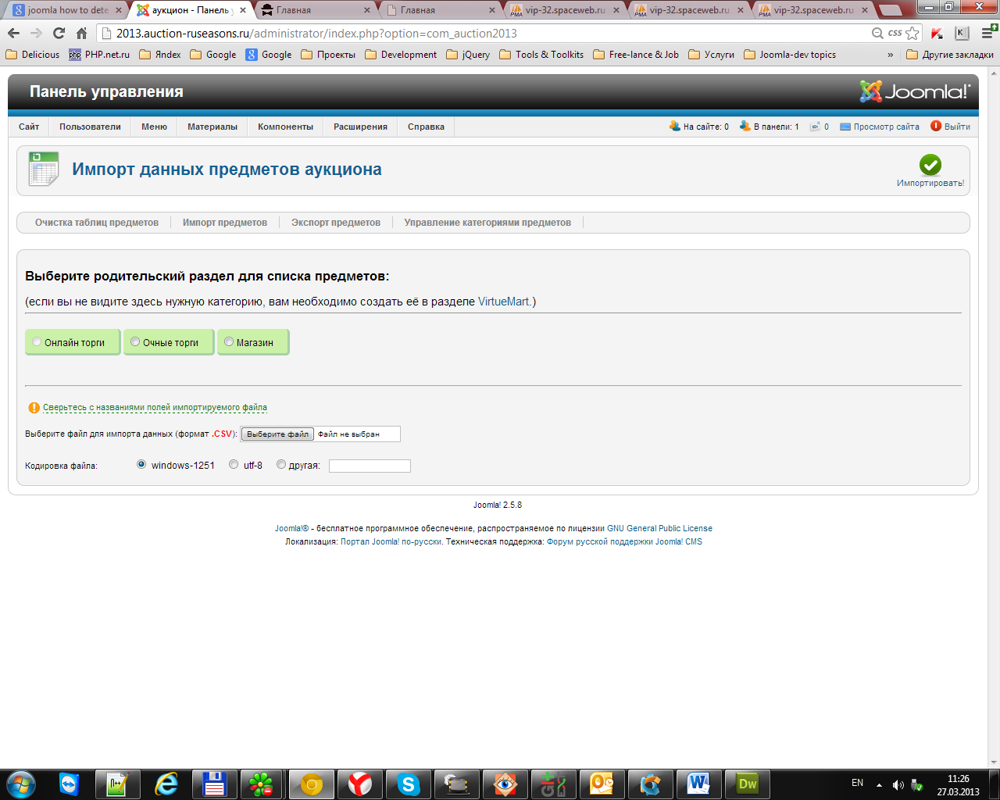 joomla how to dete
аукцион - Панель у
Главная
Главная
vip-32.spaceweb.ru
vip-32.spaceweb.ru
vip-32.spaceweb.ru
2013.auction-ruseasons.ru/administrator/index.php?option=com_auction2013
css
Delicious PHP.net.ru Яndex Google Google Проекты Development jQuery Tools & Toolkits Free-lance & Job Услуги Joomla-dev topics » Другие закладки
Панель управления
Joomla!
Сайт Пользователи Меню Материалы Компоненты Расширения Справка
На сайте: 0 В панели: 1 0 Просмотр сайта Выйти
Импорт данных предметов аукциона
Импортировать!
Очистка таблиц предметов Импорт предметов Экспорт предметов Управление категориями предметов
Выберите родительский раздел для списка предметов:
(если вы не видите здесь нужную категорию, вам необходимо создать её в разделе VirtueMart.)
Онлайн торги Очные торги Магазин
Сверьтесь с названиями полей импортируемого файла
Выберите файл для импорта данных (формат .CSV): Выберите файл Файл не выбран
Кодировка файла: windows-1251 utf-8 другая:
Joomla! 2.5.8
Joomla!® - бесплатное программное обеспечение, распространяемое по лицензии GNU General Public License
Локализация: Портал Joomla! по-русски. Техническая поддержка: Форум русской поддержки Joomla! CMS
EN
11:26
27.03.2013